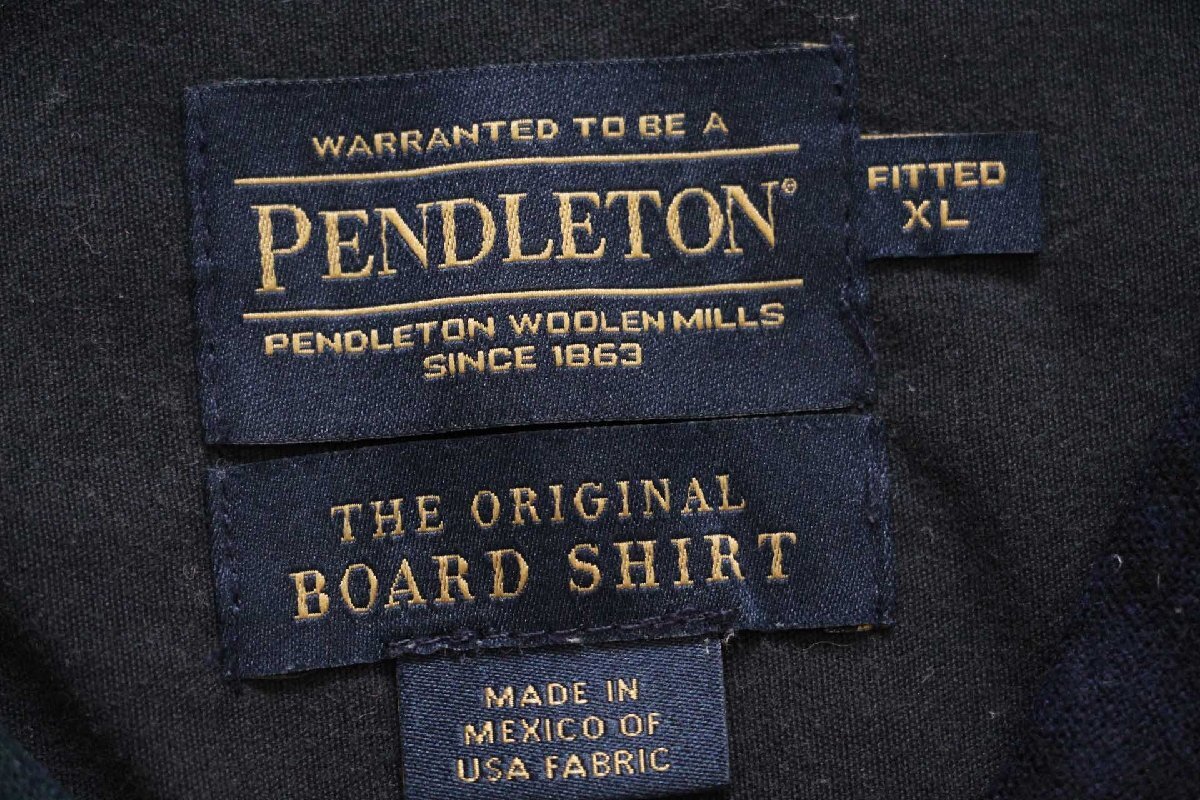 WARRANTED TO BE A
PENDLETON®
PENDLETON WOOLEN MILLS
SINCE 1863
FITTED
XL
THE ORIGINAL
BOARD SHIRT
MADE IN
MEXICO OF
USA FABRIC